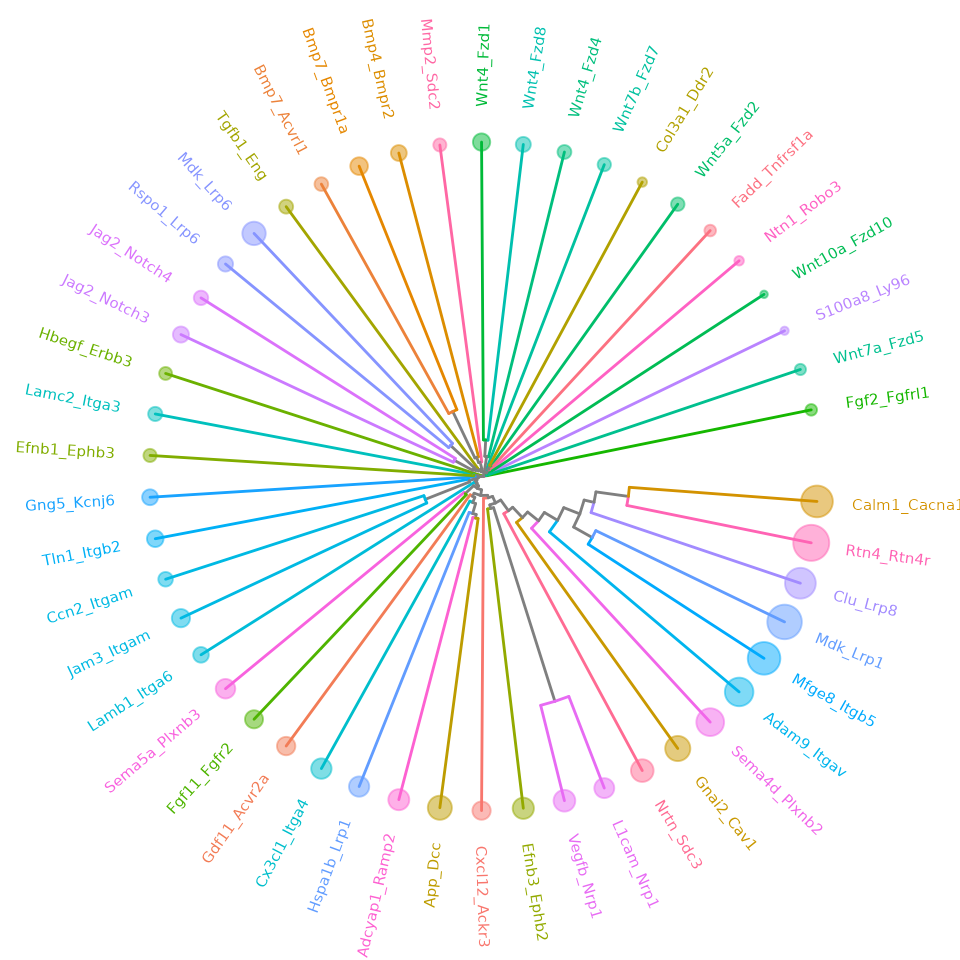 Wnt4_Fzd1
Wnt4_Fzd8
Wnt4_Fzd4
Wnt7b_Fzd7
Col3a1_Ddr2
Wnt5a_Fzd2
Fadd_Tnfrsf1a
Ntn1_Robo3
Wnt10a_Fzd10
S100a8_Ly96
Wnt7a_Fzd5
Fgf2_Fgfrl1
Calm1_Cacna1
Rtn4_Rtn4r
Clu_Lrp8
Mdk_Lrp1
Mfge8_Itgb5
Adam9_Itgav
Sema4d_Plxnb2
Gnai2_Cav1
Nrtn_Sdc3
L1cam_Nrp1
Vegfb_Nrp1
Efnb3_Ephb2
Cxcl12_Ackr3
App_Dcc
Adcyap1_Ramp2
Hspa1b_Lrp1
Cx3cl1_Itga4
Gdf11_Acvr2a
Fgf11_Fgfr2
Sema5a_Plxnb3
Lamb1_Itga6
Jam3_Itgam
Ccn2_Itgam
Tln1_Itgb2
Gng5_Kcnj6
Efnb1_Ephb3
Lamc2_Itga3
Hbegf_Erbb3
Jag2_Notch3
Jag2_Notch4
Rspo1_Lrp6
Mdk_Lrp6
Tgfb1_Eng
Bmp7_Acvrl1
Bmp7_Bmpr1a
Bmp4_Bmpr2
Mmp2_Sdc2